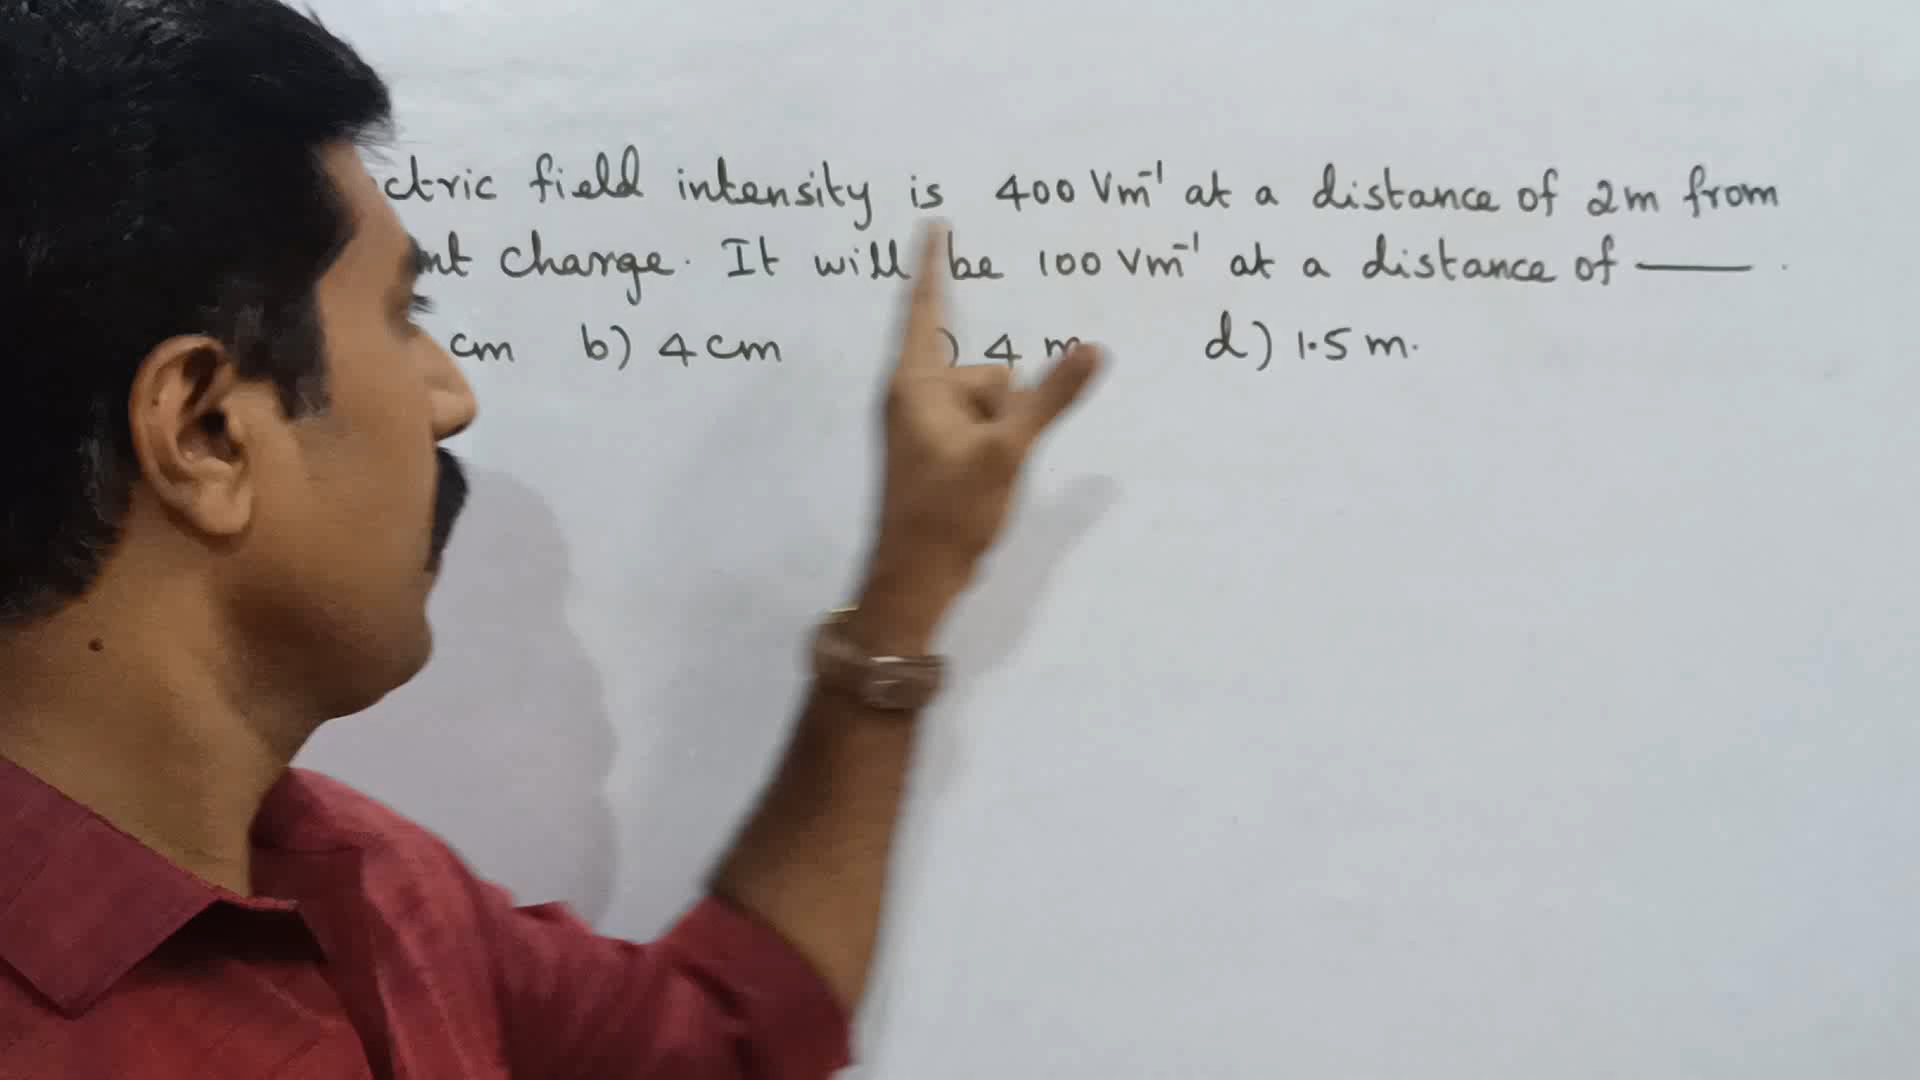 ctric field intensity is 400 Vm⁻¹ at a distance of 2m from
nt charge. It will be 100 Vm⁻¹ at a distance of ——— .
cm b) 4 cm ) 4 m d) 1.5 m.